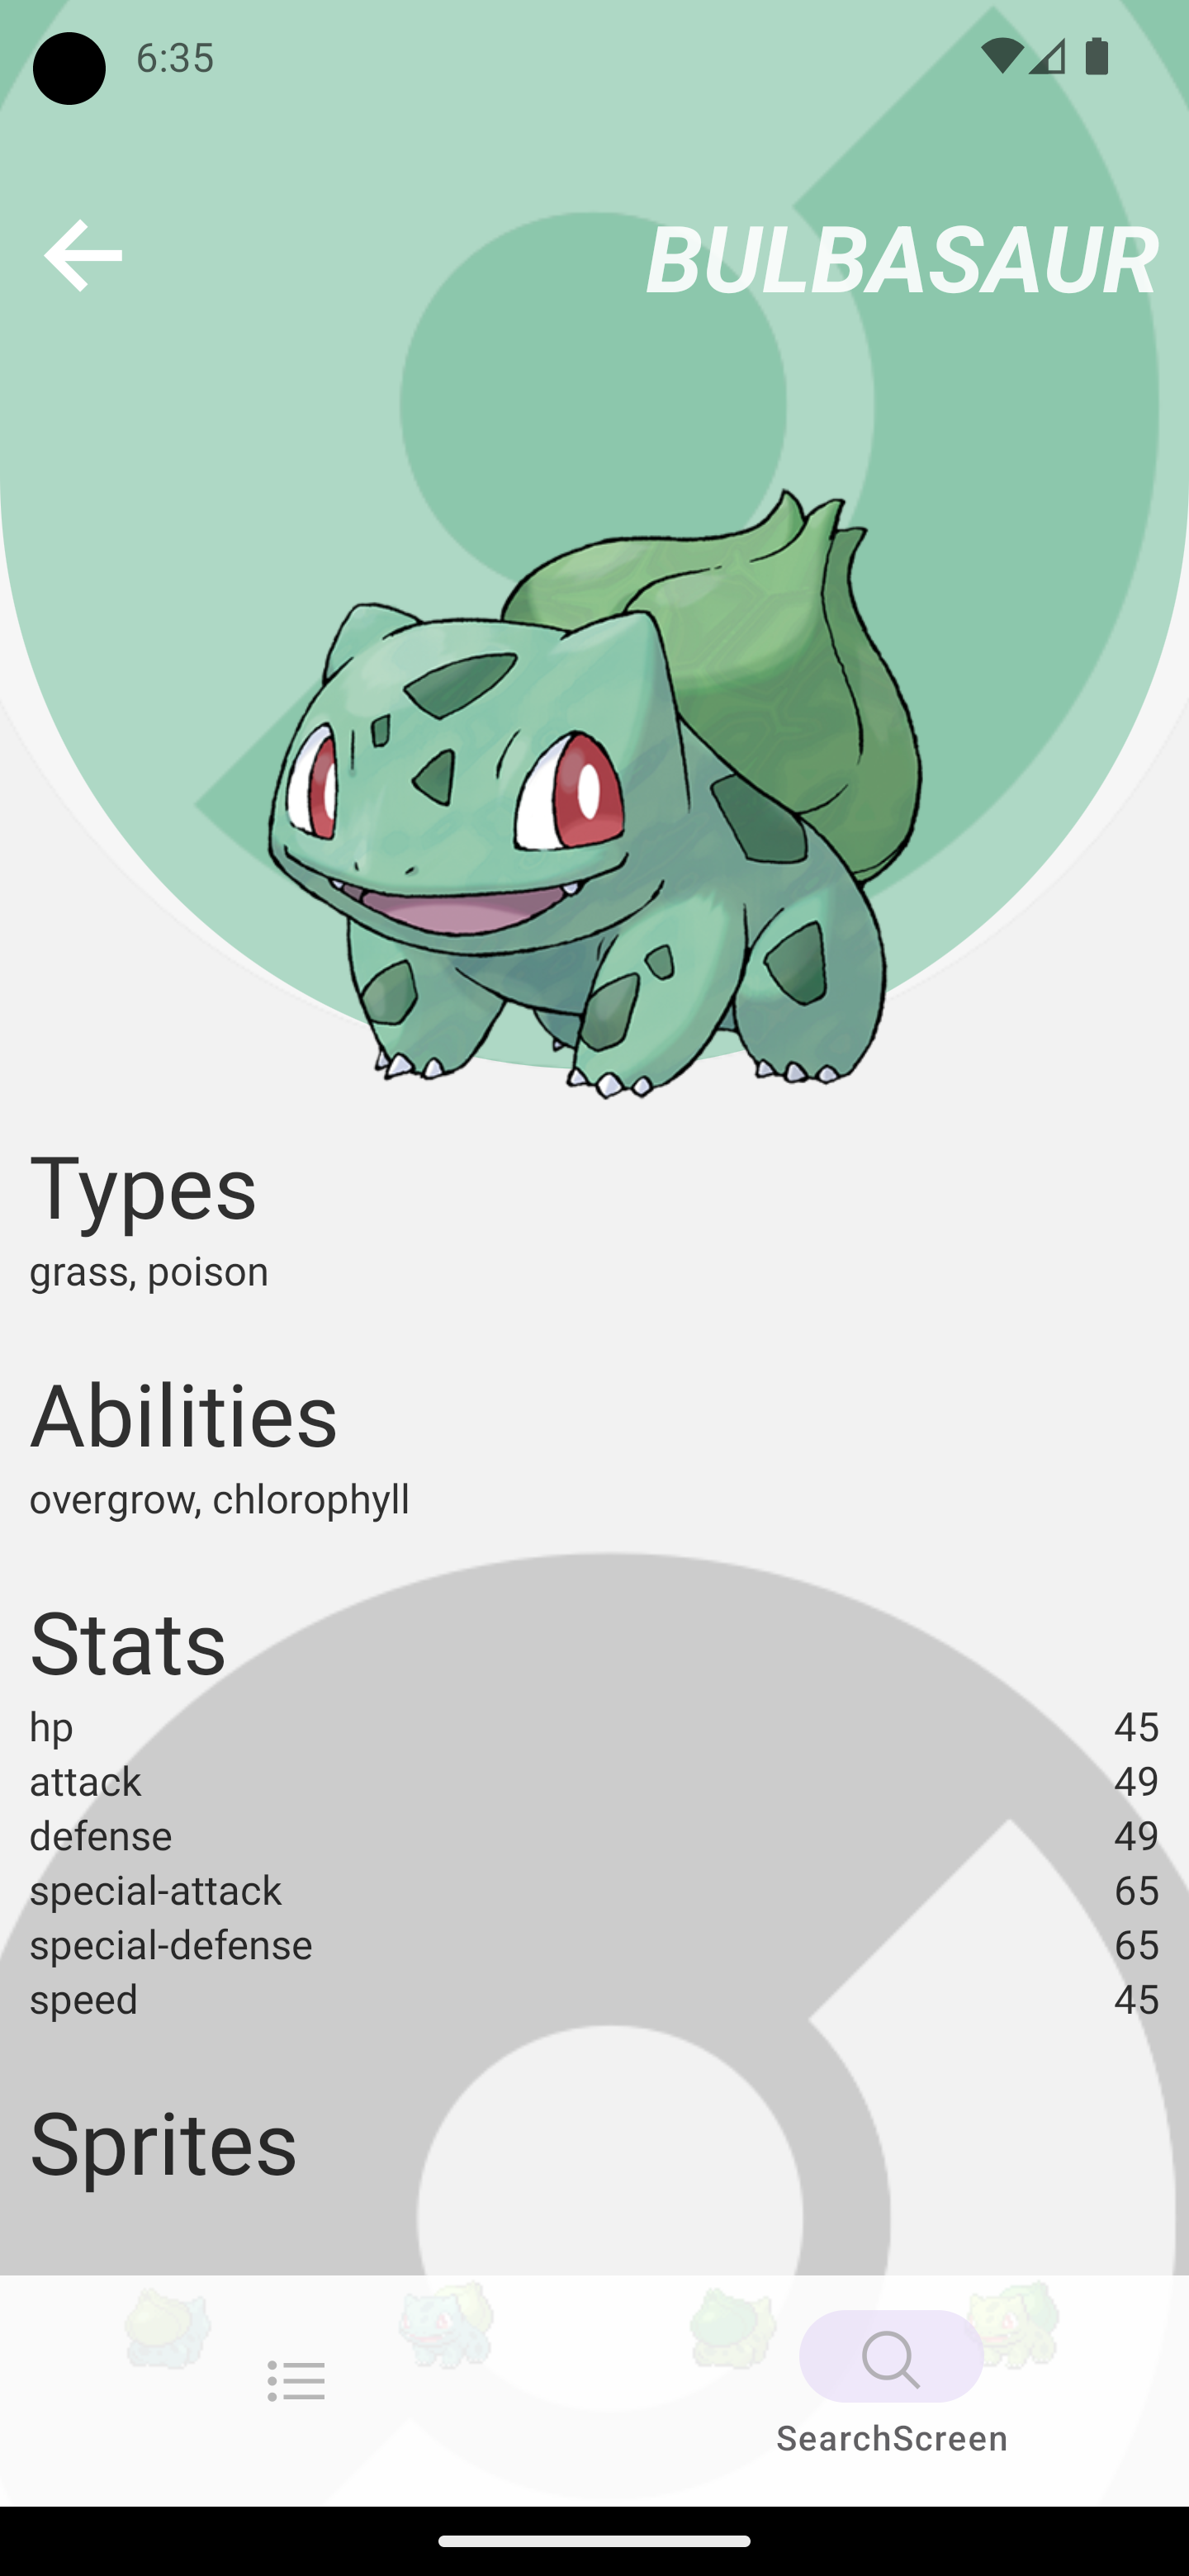 6:35
BULBASAUR
Types
grass, poison
Abilities
overgrow, chlorophyll
Stats
hp 45
attack 49
defense 49
special-attack 65
special-defense 65
speed 45
Sprites
SearchScreen